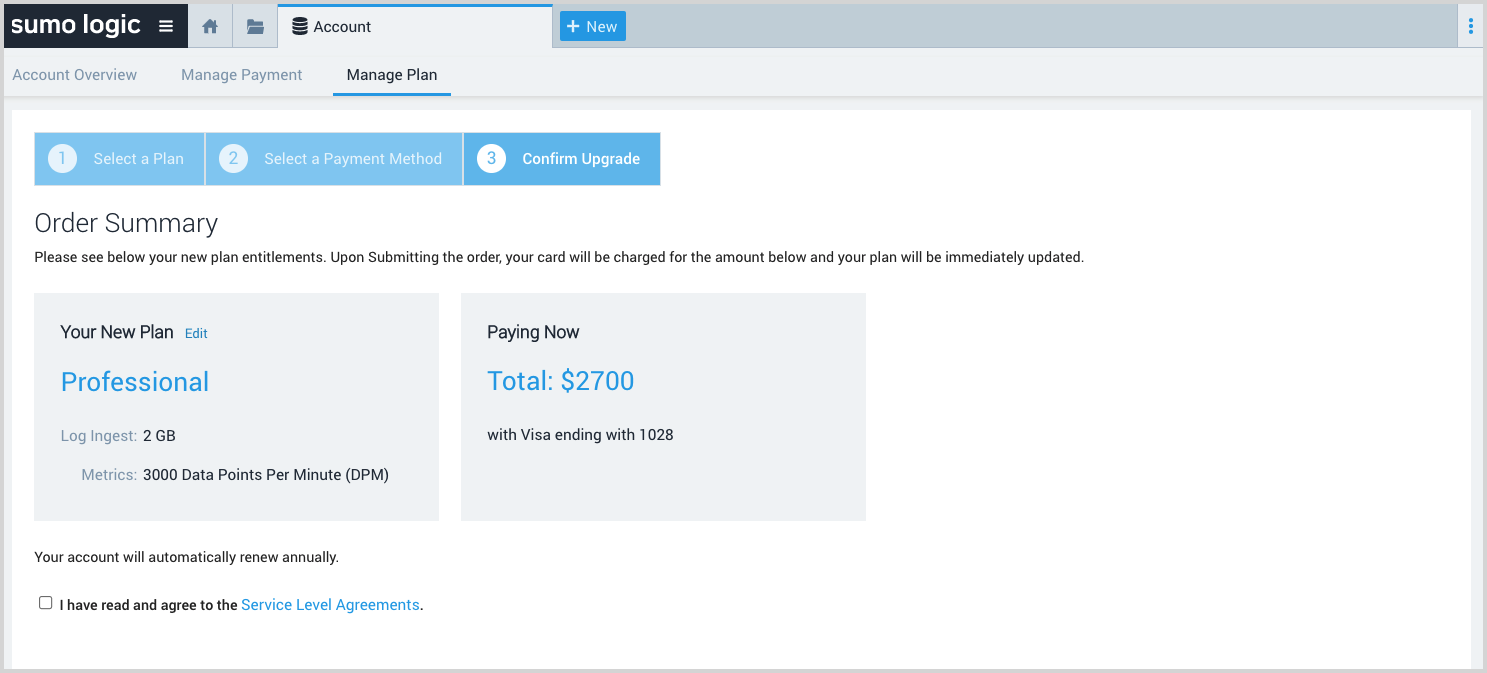 sumo logic
Account
New
Account Overview
Manage Payment
Manage Plan
1 Select a Plan
2 Select a Payment Method
3 Confirm Upgrade
Order Summary
Please see below your new plan entitlements. Upon Submitting the order, your card will be charged for the amount below and your plan will be immediately updated.
Your New Plan Edit
Professional
Log Ingest: 2 GB
Metrics: 3000 Data Points Per Minute (DPM)
Paying Now
Total: $2700
with Visa ending with 1028
Your account will automatically renew annually.
I have read and agree to the Service Level Agreements.